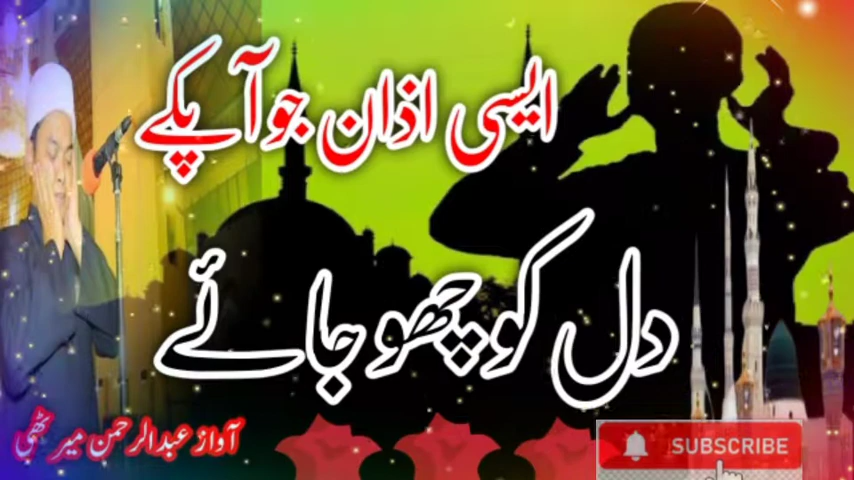 ایسی اذان جو آپکے
دل کو چھو جائے
آواز عبدالرحمن میرٹھی
SUBSCRIBE